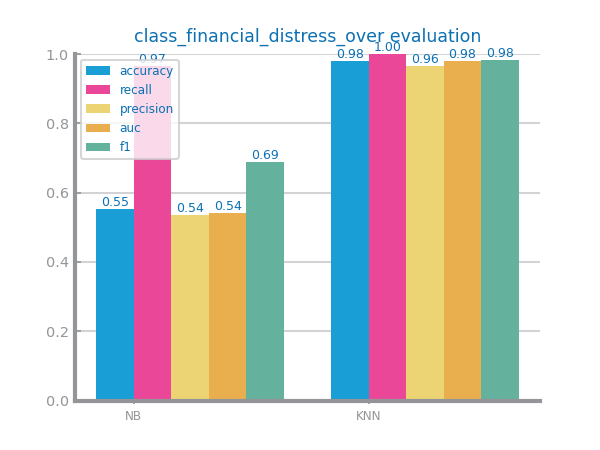 class_financial_distress_over evaluation
1.0
0.8
0.6
0.4
0.2
0.0
accuracy
recall
precision
auc
f1
0.55
0.97
0.54
0.54
0.69
0.98
1.00
0.96
0.98
0.98
NB
KNN